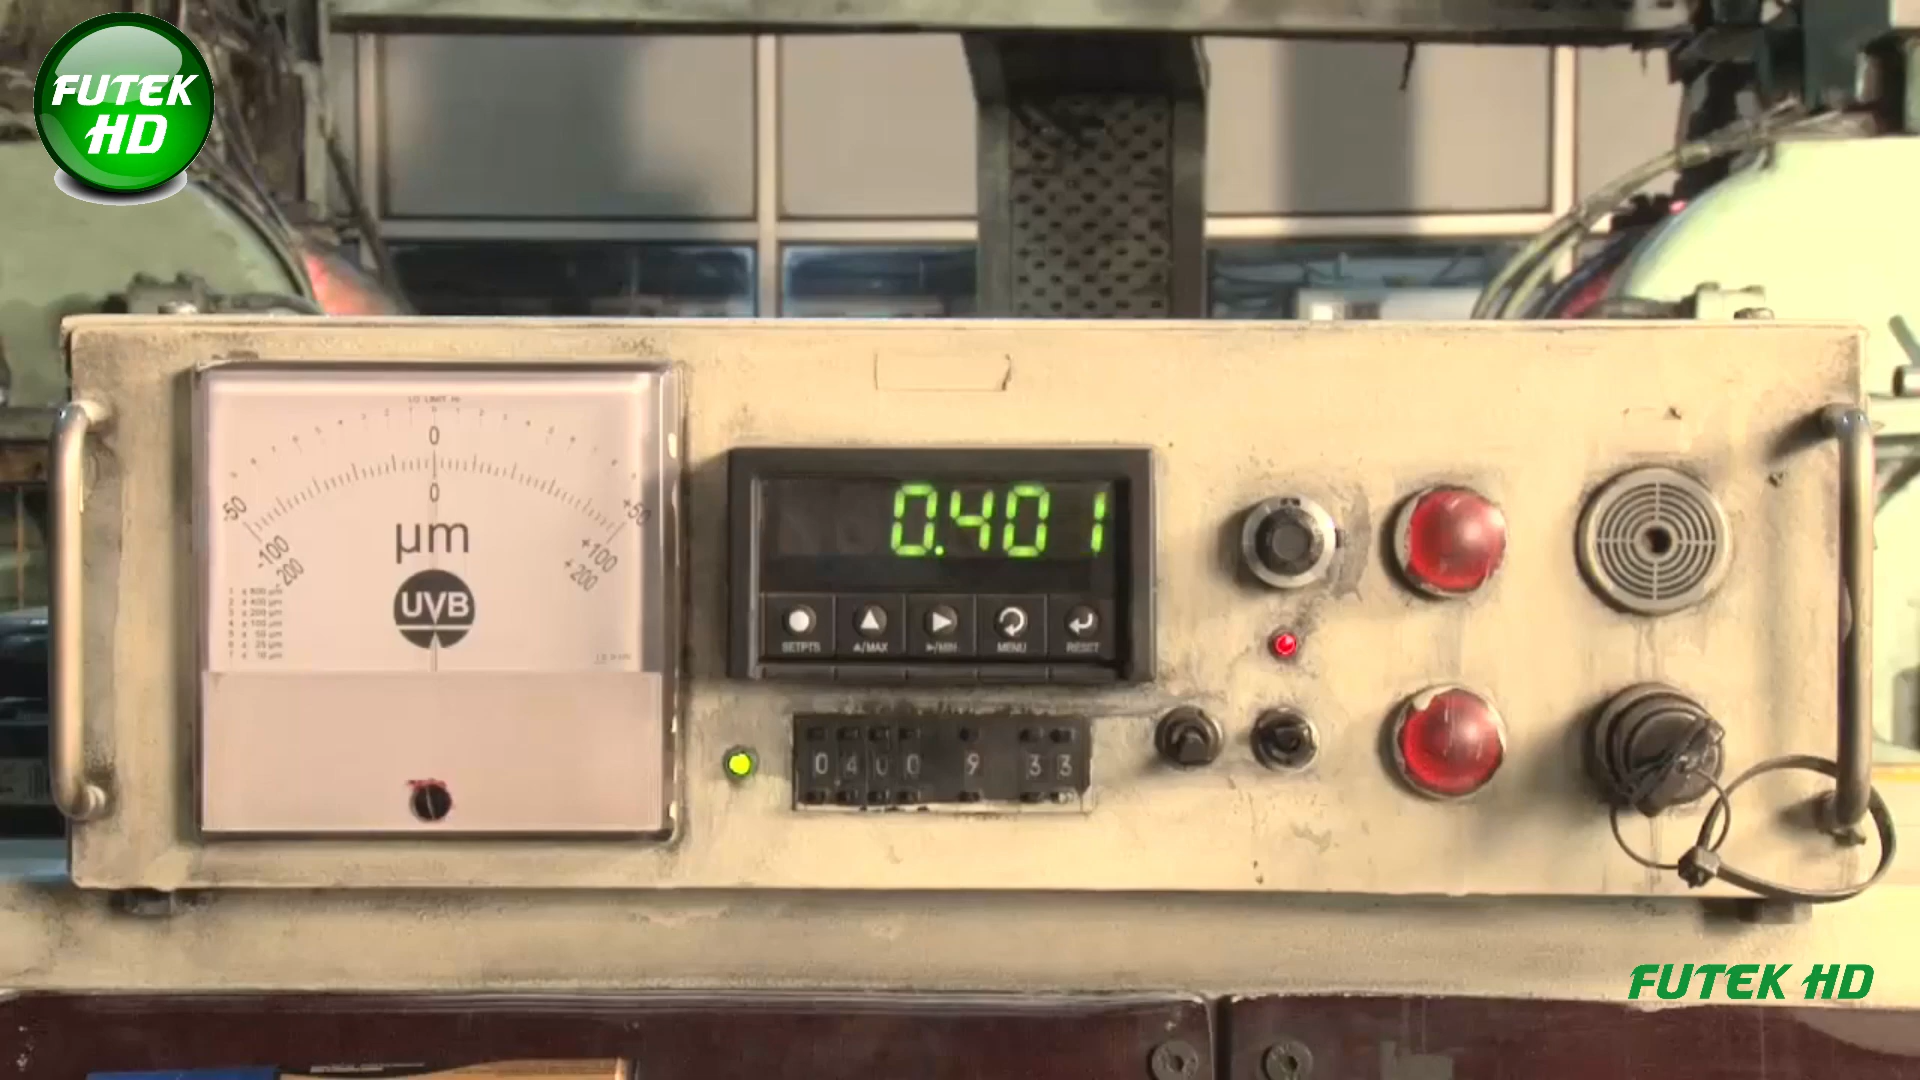 FUTEK
HD
LO LIMIT HI
0
0
-50
+50
µm
-100
+100
-200
+200
UVB
0.401
SETPTS
▲/MAX
▶/MIN
MENU
RESET
0 4 0 0 9 3 3
FUTEK HD